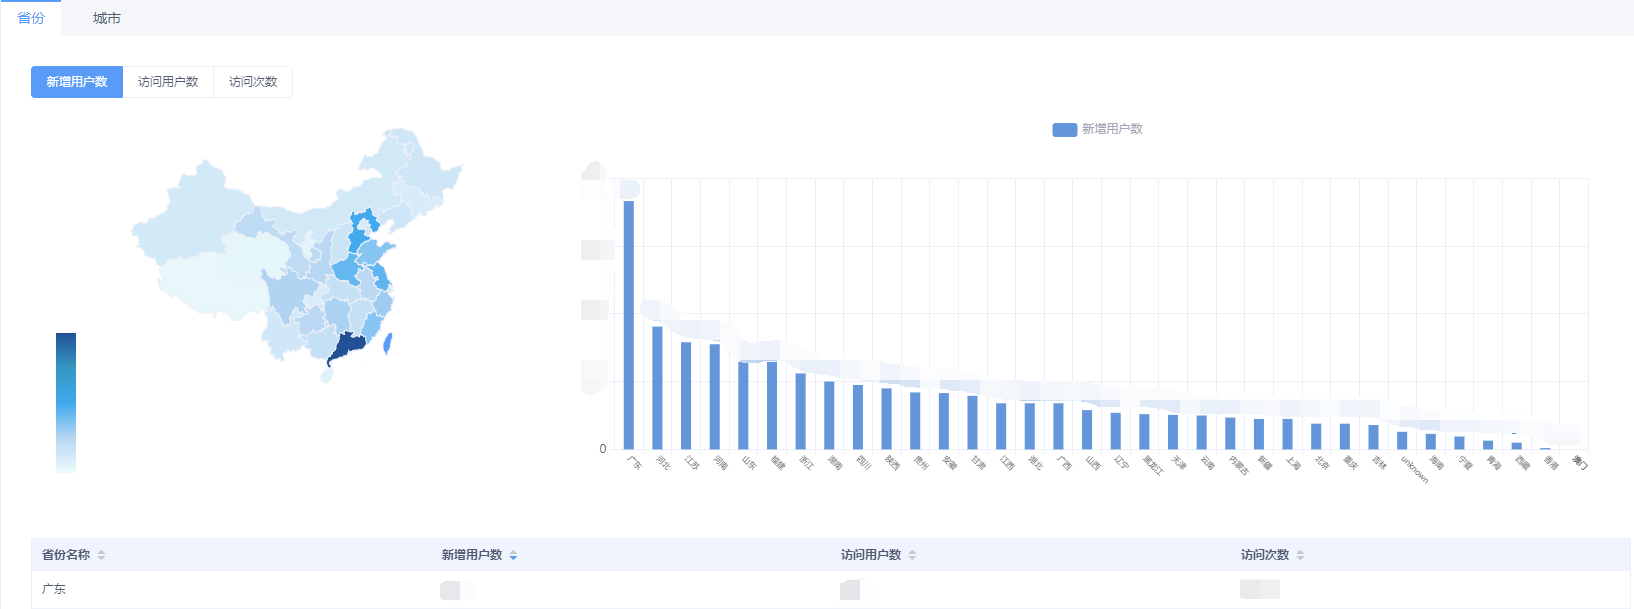 省份 城市
新增用户数 访问用户数 访问次数
新增用户数
0
广东 河北 江苏 河南 山东 福建 浙江 湖南 四川 陕西 贵州 安徽 甘肃 江西 湖北 广西 山西 辽宁 黑龙江 天津 云南 内蒙古 新疆 上海 北京 重庆 吉林 unknown 海南 宁夏 青海 西藏 香港 澳门
省份名称 新增用户数 访问用户数 访问次数
广东